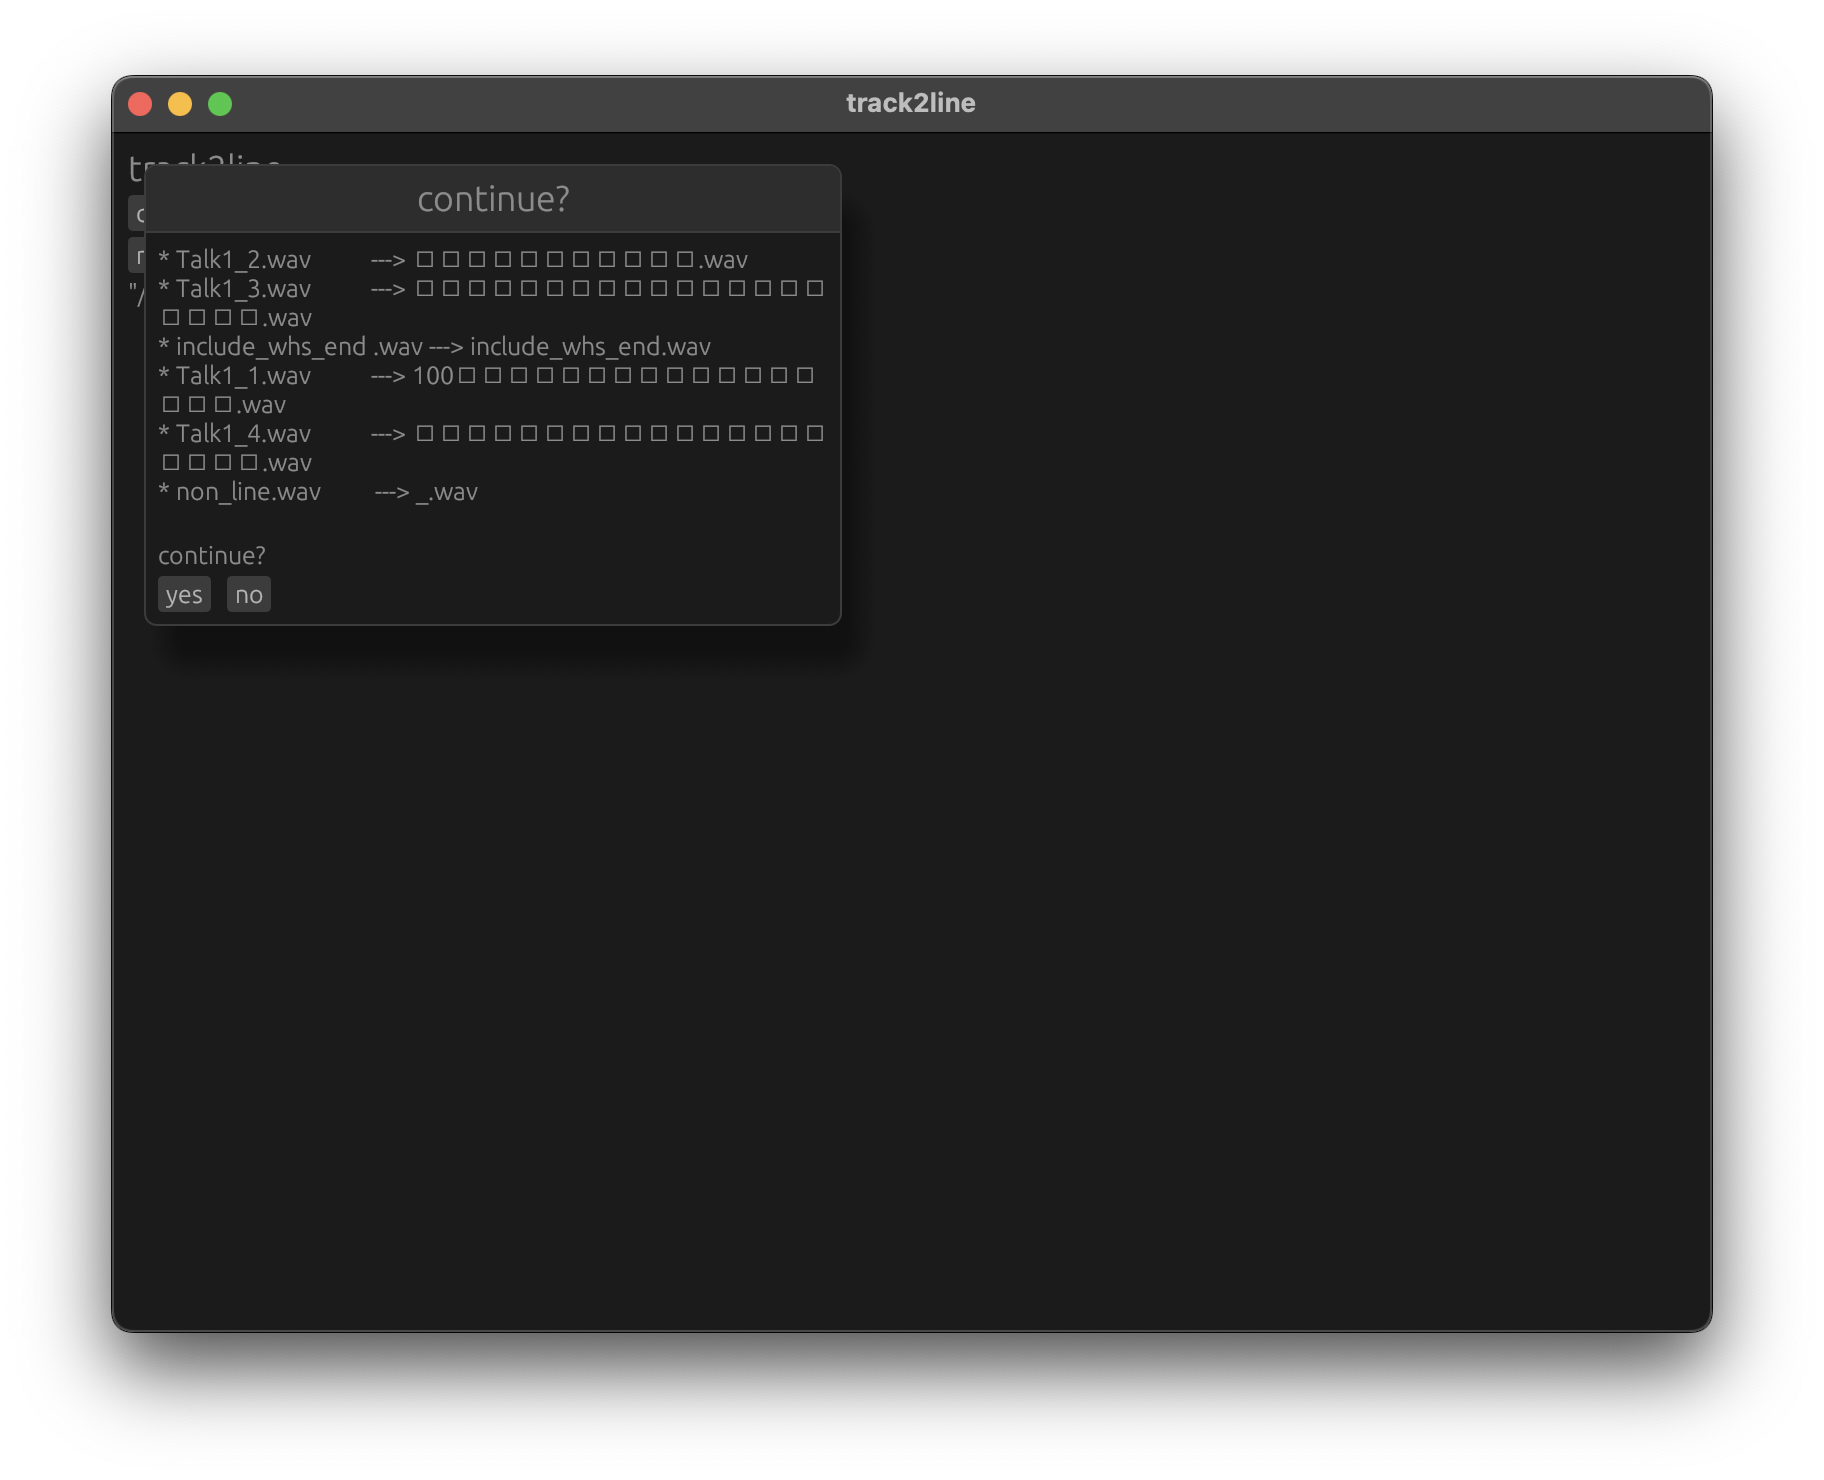 track2line
track2line
continue?
* Talk1_2.wav ---> □□□□□□□□□□□.wav
* Talk1_3.wav ---> □□□□□□□□□□□□□□□□
□□□□.wav
* include_whs_end .wav ---> include_whs_end.wav
* Talk1_1.wav ---> 100□□□□□□□□□□□□□□
□□□.wav
* Talk1_4.wav ---> □□□□□□□□□□□□□□□□
□□□□.wav
* non_line.wav ---> _.wav
continue?
yes no